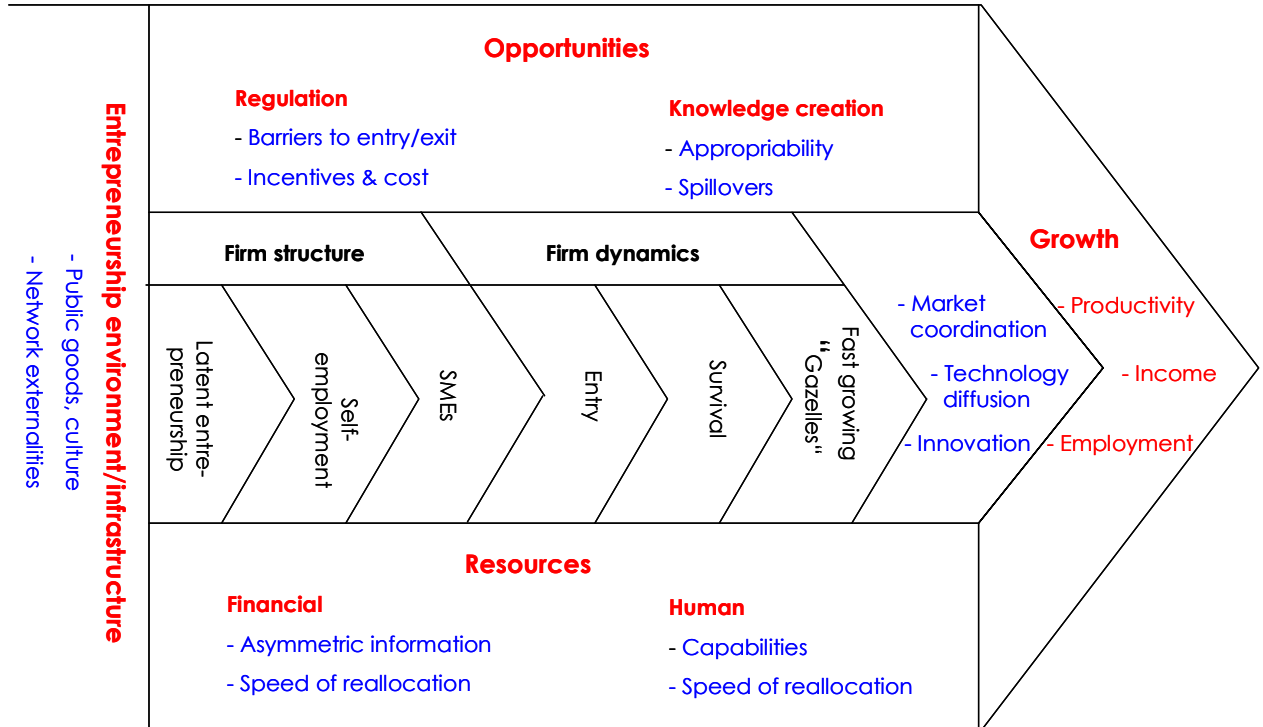 Opportunities
Regulation
- Barriers to entry/exit
- Incentives & cost
Knowledge creation
- Appropriability
- Spillovers
Entrepreneurship environment/infrastructure
- Public goods, culture
- Network externalities
Firm structure
Firm dynamics
Latent entre-
preneurship
Self-
employment
SMEs
Entry
Survival
Fast growing
“Gazelles“
- Market
coordination
- Technology
diffusion
- Innovation
Growth
- Productivity
- Income
- Employment
Resources
Financial
- Asymmetric information
- Speed of reallocation
Human
- Capabilities
- Speed of reallocation